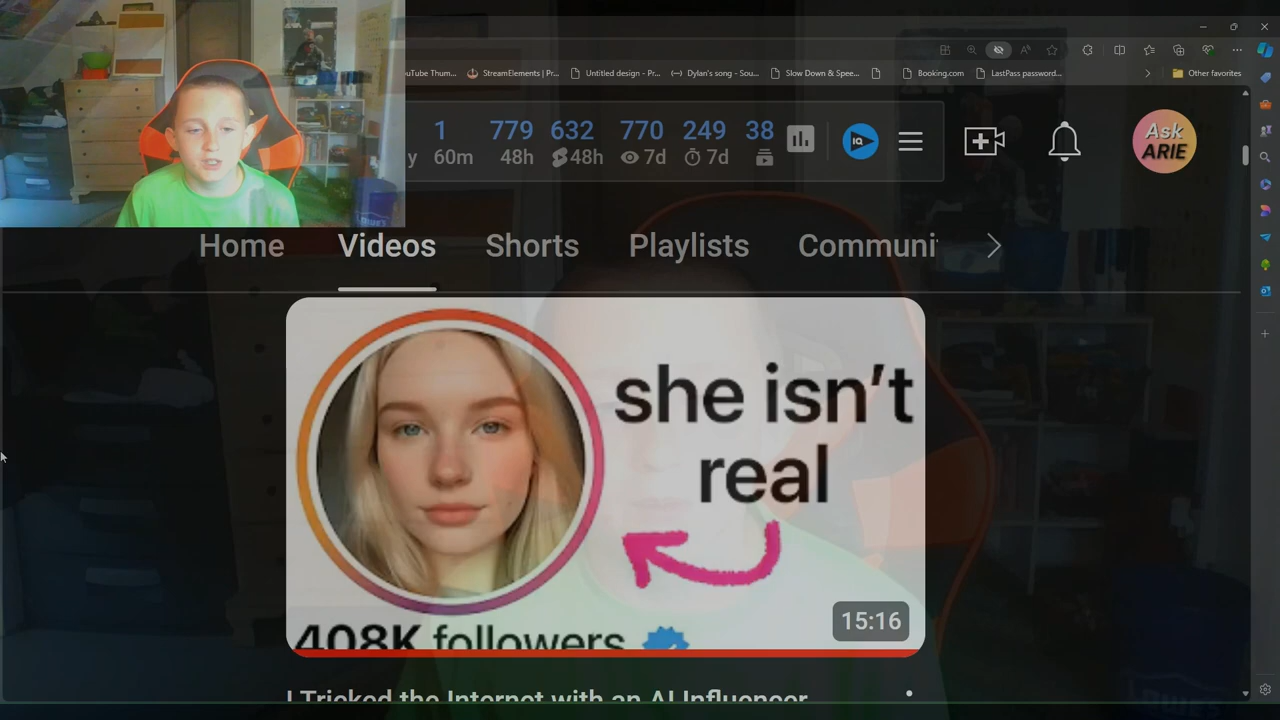 uTube Thum...
StreamElements | Pr...
Untitled design - Pr...
Dylan's song - Sou...
Slow Down & Spee...
Booking.com
LastPass password...
Other favorites
1 779 632 770 249 38
y 60m 48h 48h 7d 7d
iQ
Ask
ARIE
Home Videos Shorts Playlists Communi
she isn't
real
408K followers
15:16
I Tricked the Internet with an AI Influencer
LOWE'S